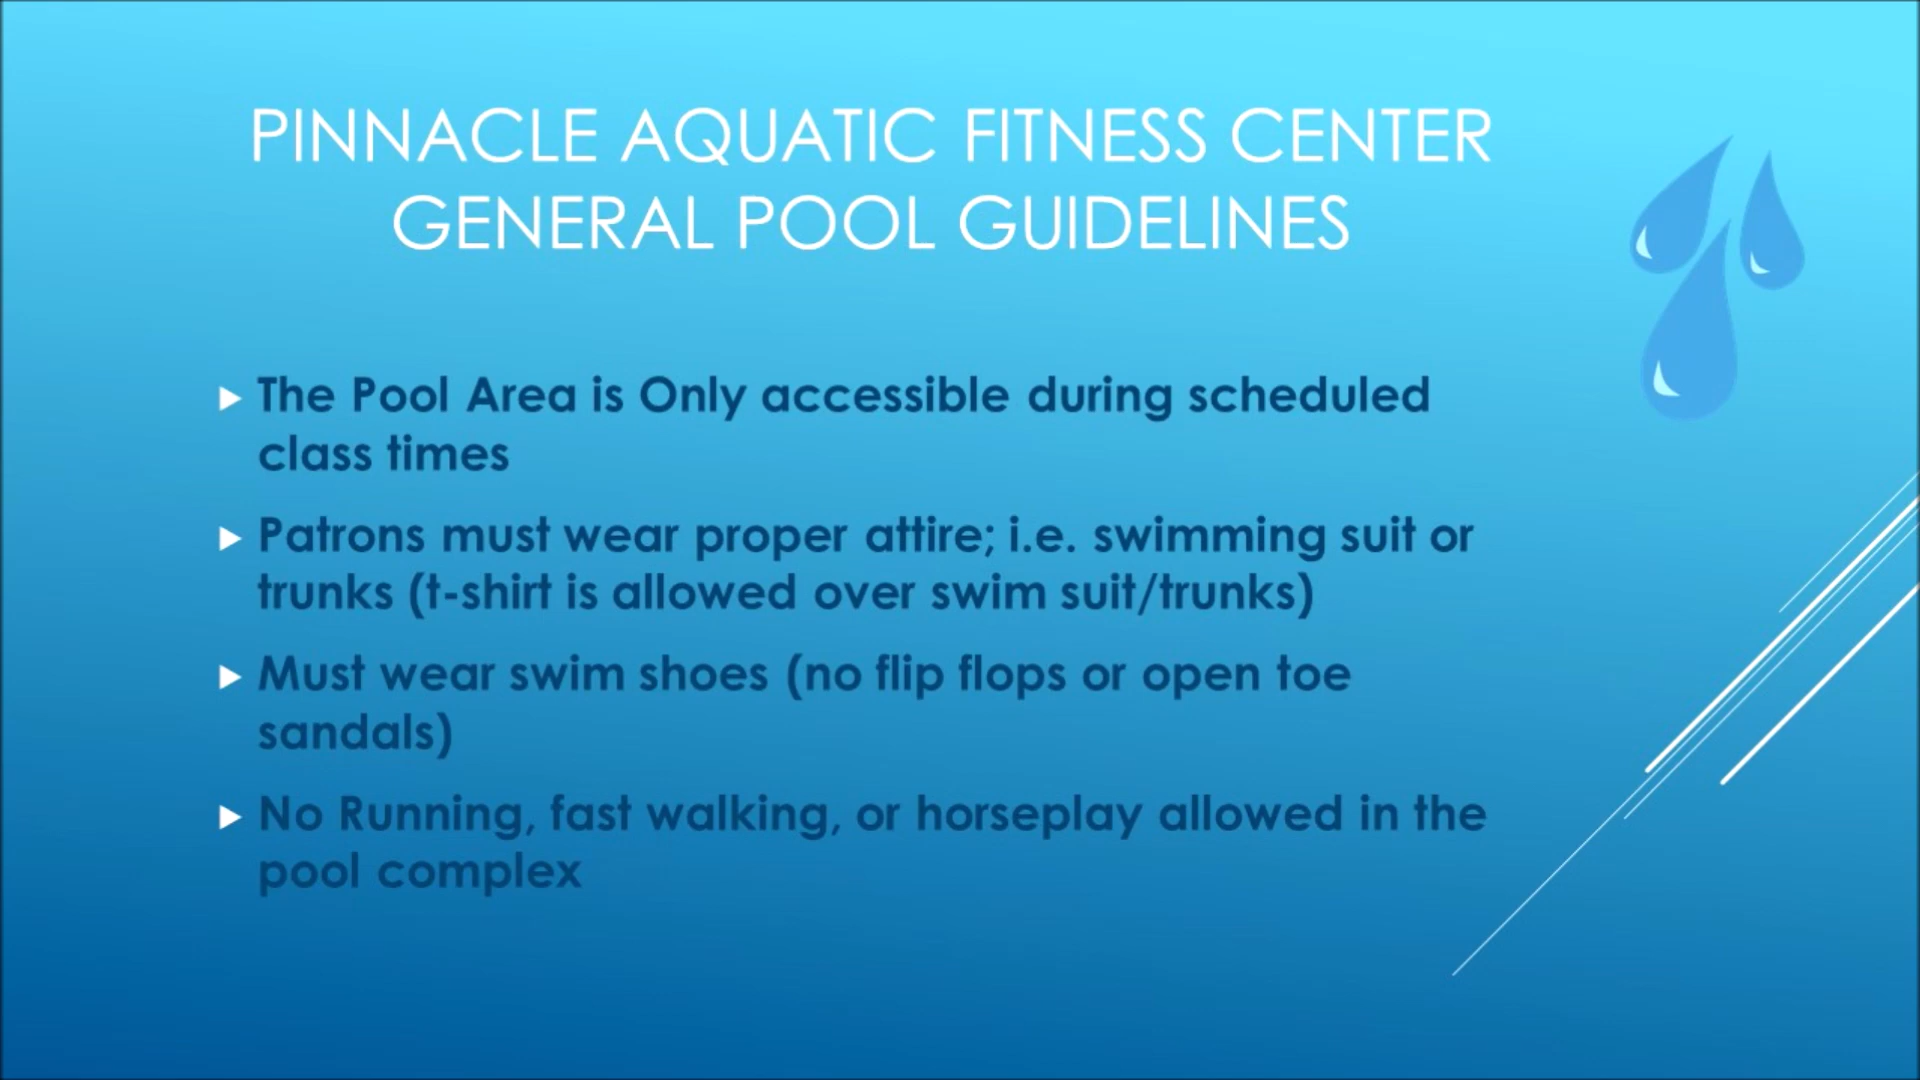 PINNACLE AQUATIC FITNESS CENTER
GENERAL POOL GUIDELINES
The Pool Area is Only accessible during scheduled
class times
Patrons must wear proper attire; i.e. swimming suit or
trunks (t-shirt is allowed over swim suit/trunks)
Must wear swim shoes (no flip flops or open toe
sandals)
No Running, fast walking, or horseplay allowed in the
pool complex